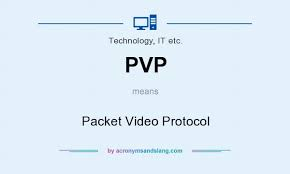 Technology, IT etc.
PVP
means
Packet Video Protocol
by acronymsandslang.com